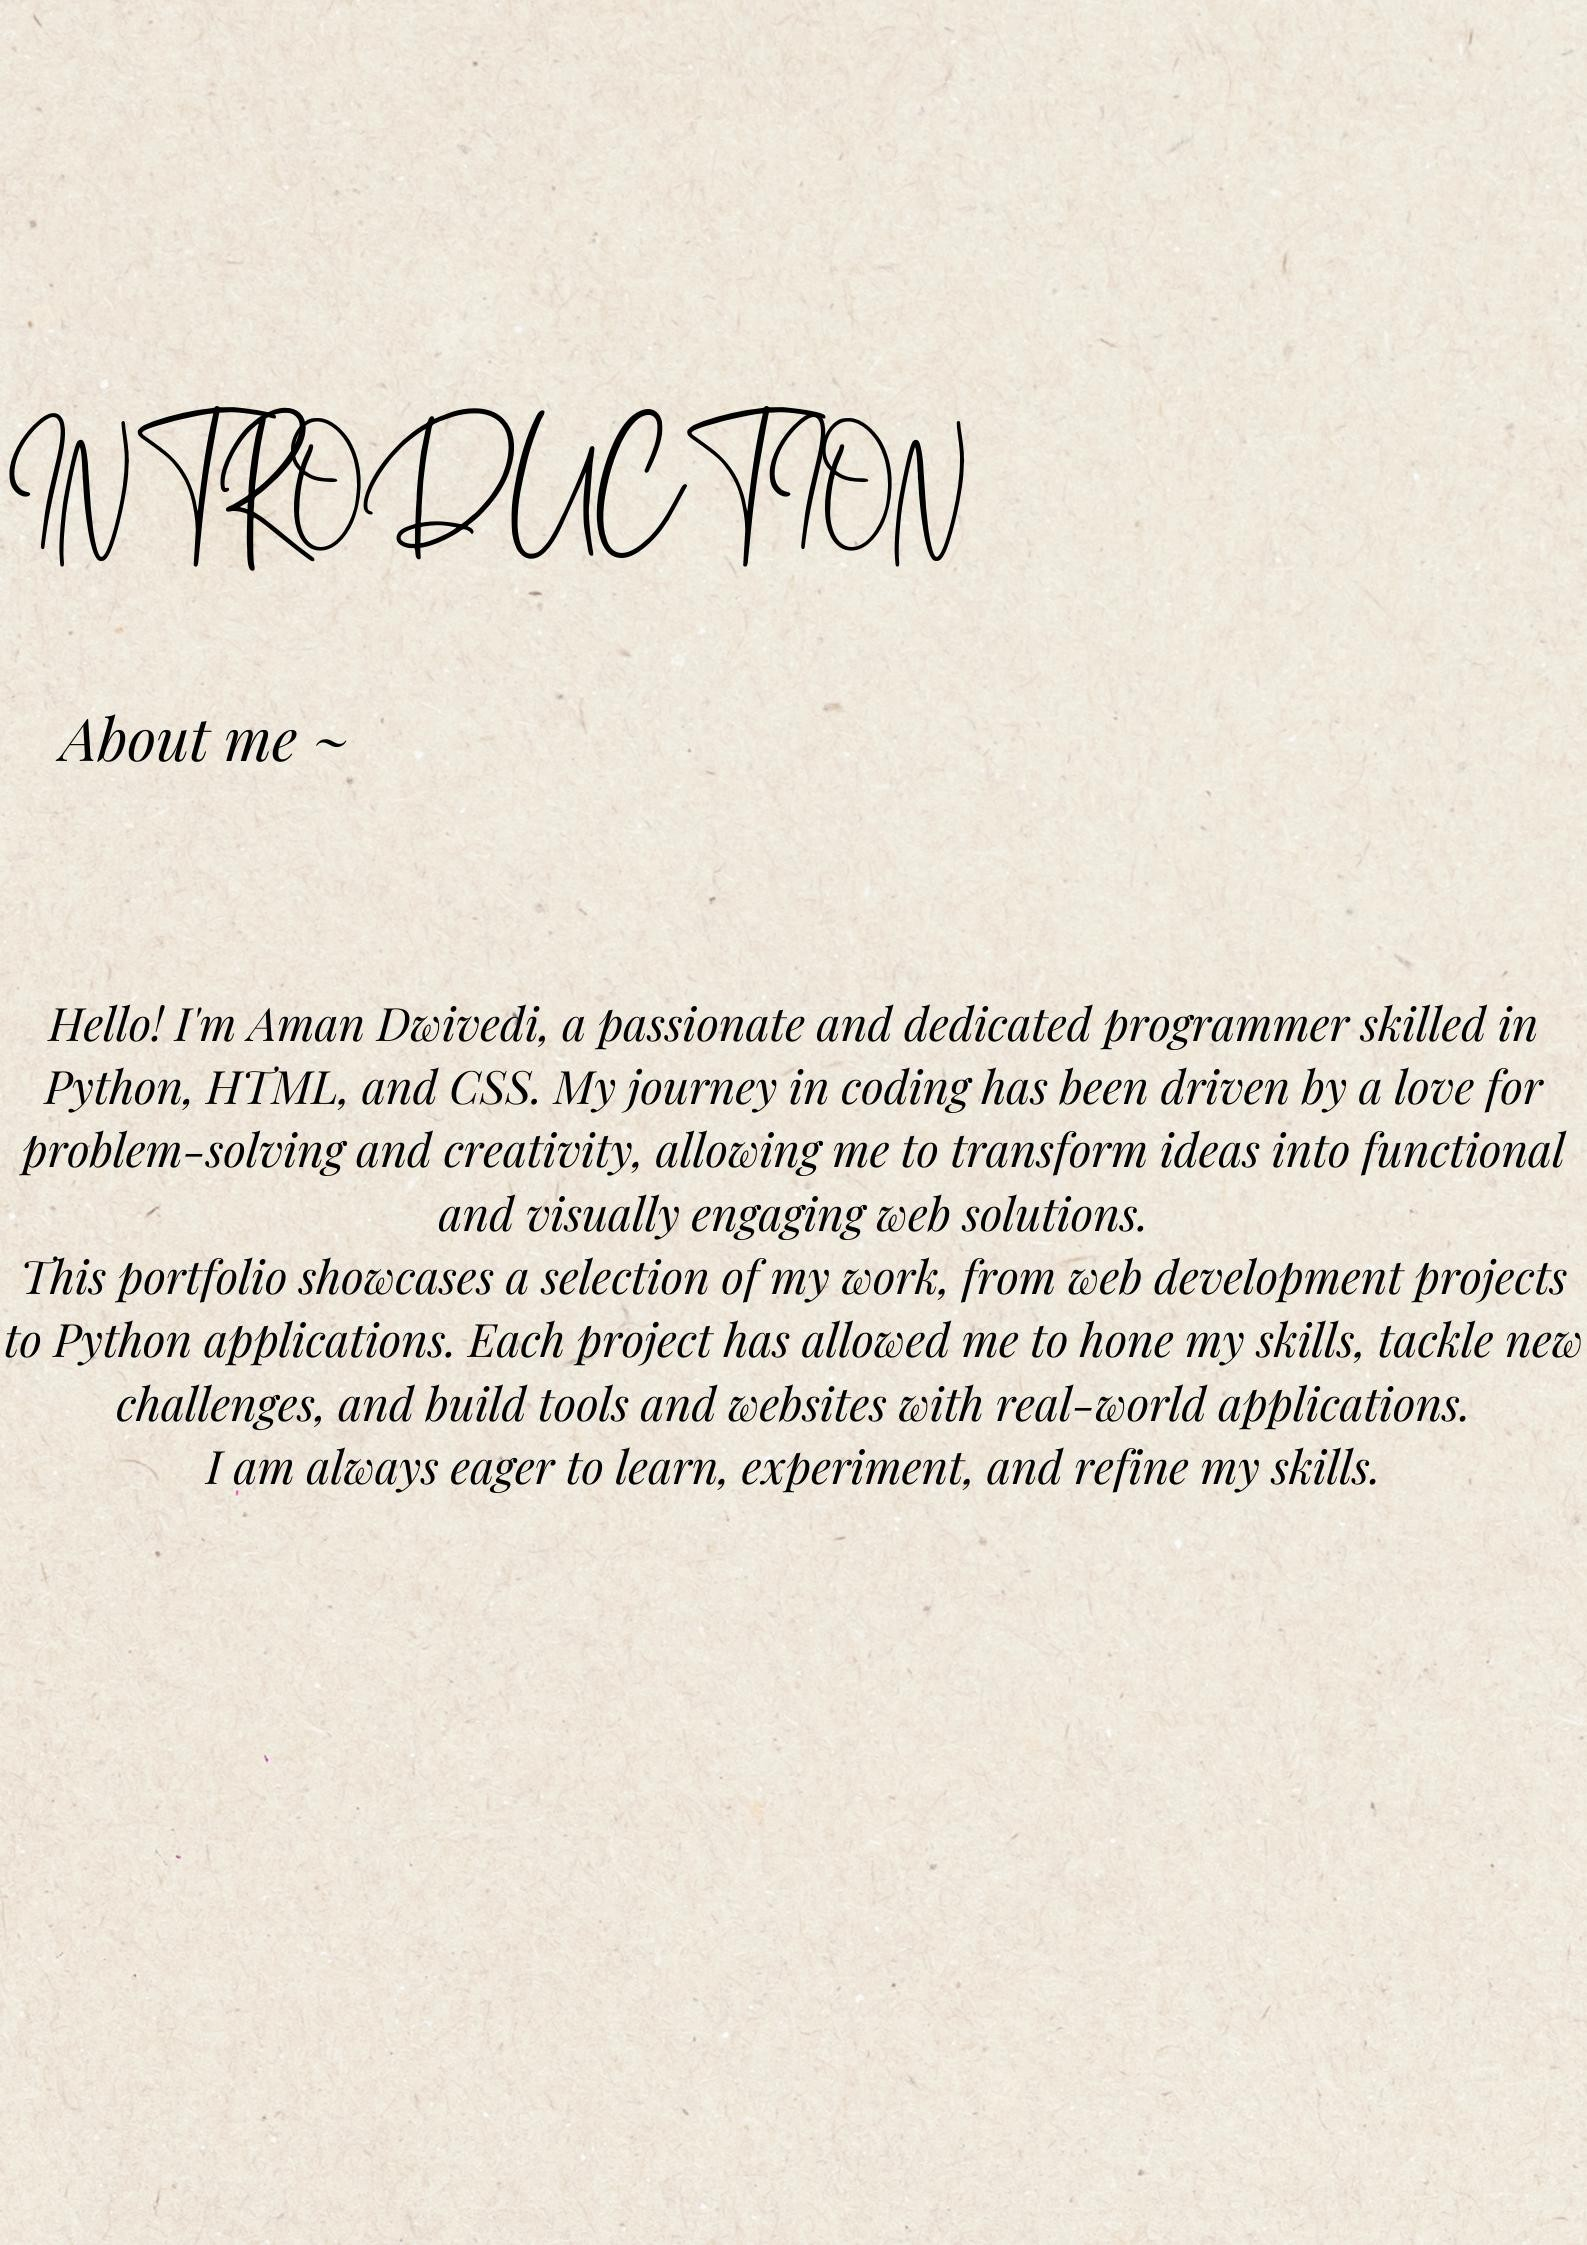 INTRODUCTION
About me ~
Hello! I'm Aman Dwivedi, a passionate and dedicated programmer skilled in
Python, HTML, and CSS. My journey in coding has been driven by a love for
problem-solving and creativity, allowing me to transform ideas into functional
and visually engaging web solutions.
This portfolio showcases a selection of my work, from web development projects
to Python applications. Each project has allowed me to hone my skills, tackle new
challenges, and build tools and websites with real-world applications.
I am always eager to learn, experiment, and refine my skills.